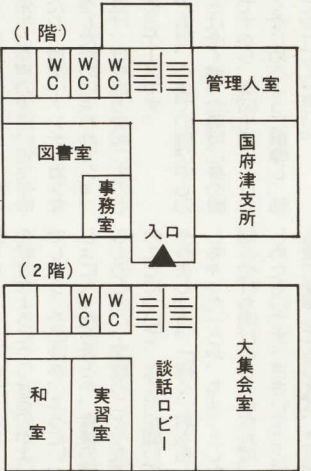 (1階)
WC
WC
WC
管理人室
図書室
事務室
国府津支所
入口
(2階)
WC
WC
和室
実習室
談話ロビー
大集会室